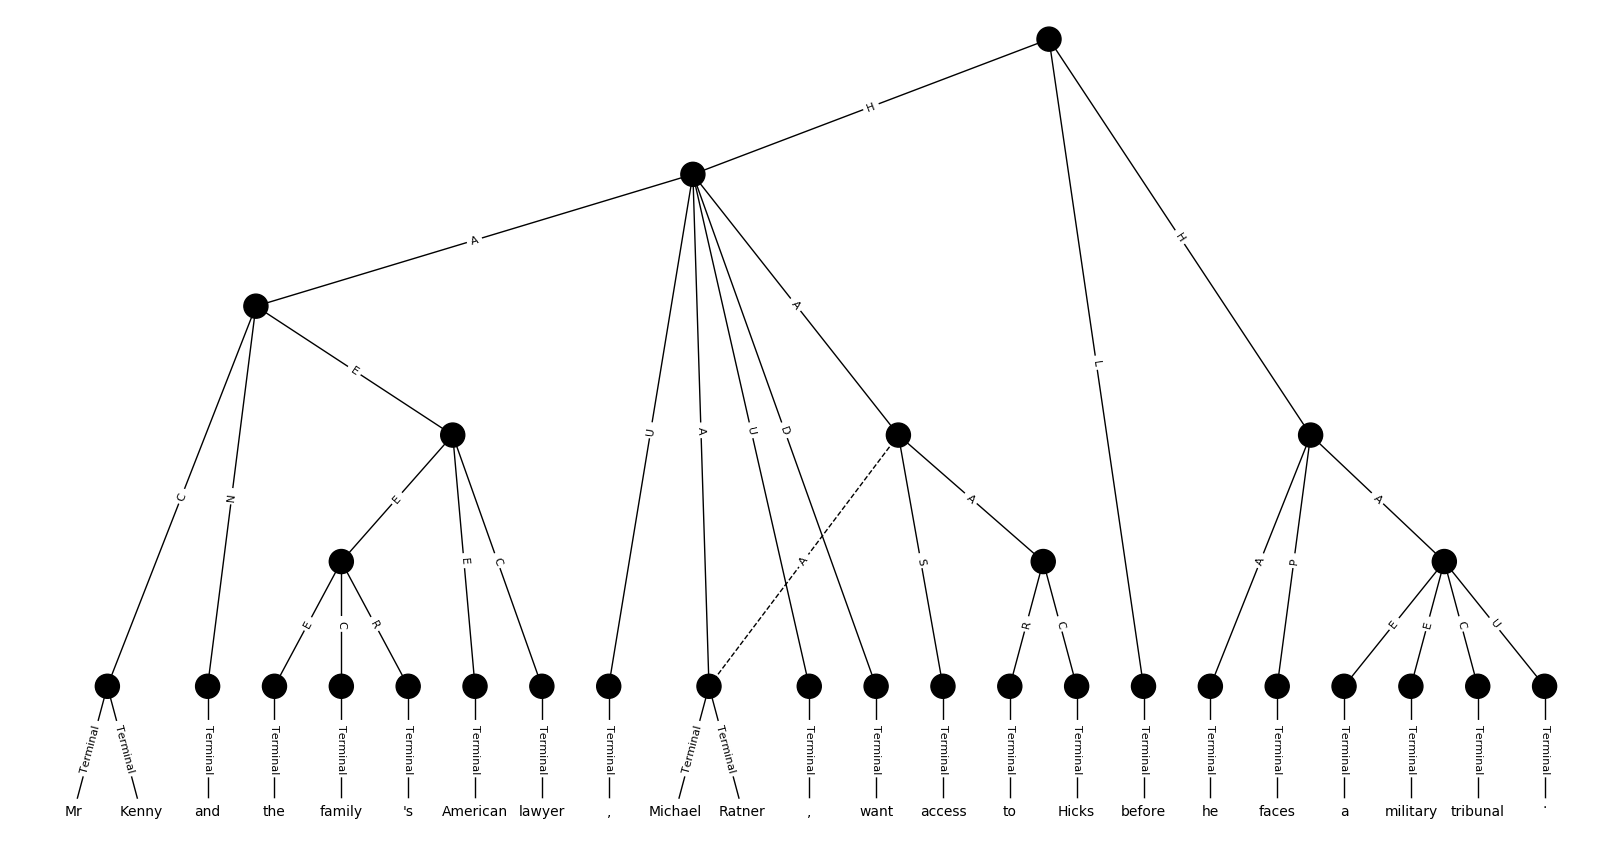 H
A H
E A
L
U A U D
C N E E C A A
E C R A S R C A P E E C U
Terminal Terminal Terminal Terminal Terminal Terminal Terminal Terminal Terminal Terminal Terminal Terminal Terminal Terminal Terminal Terminal Terminal Terminal Terminal Terminal Terminal Terminal Terminal
Mr Kenny and the family 's American lawyer , Michael Ratner , want access to Hicks before he faces a military tribunal .